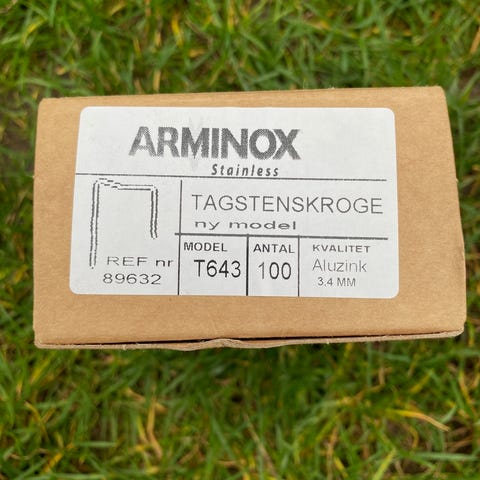 ARMINOX
Stainless
TAGSTENSKROGE
ny model
REF nr
89632
MODEL
T643
ANTAL
100
KVALITET
Aluzink
3,4 MM